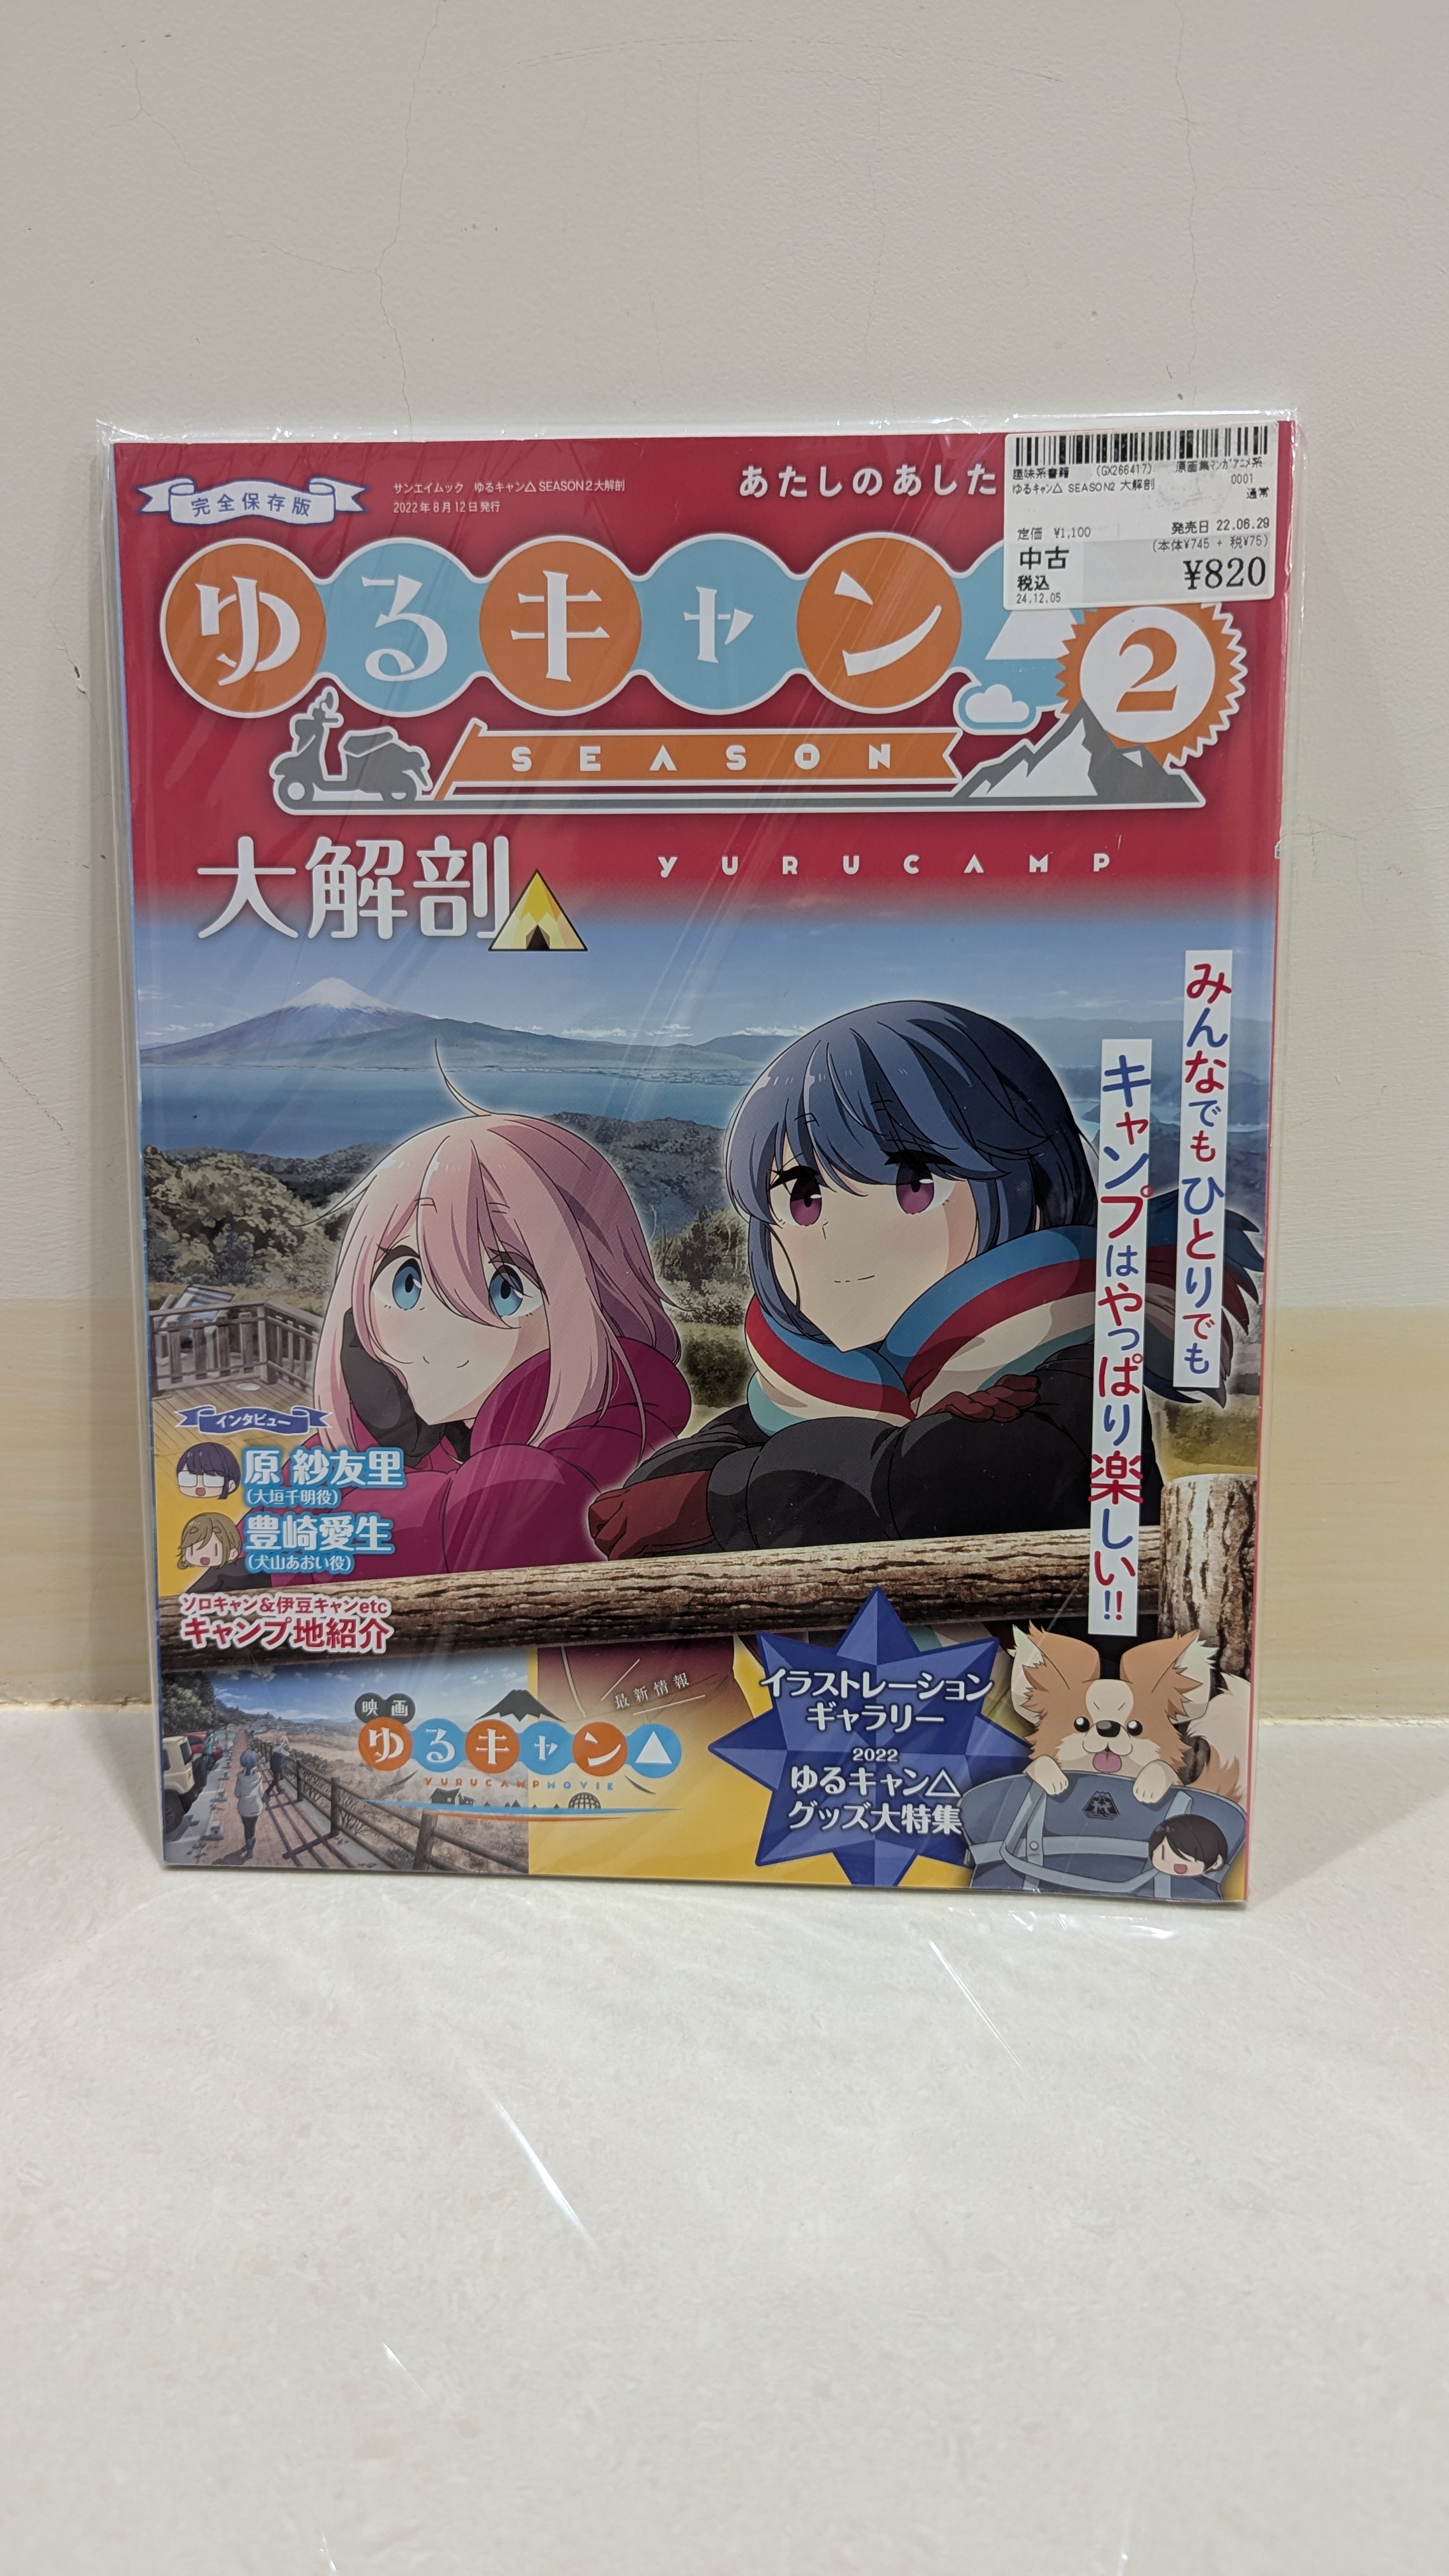 完全保存版
サンエイムック ゆるキャン△ SEASON2大解剖
2022年8月12日発行
あたしのあした
趣味系書籍 (GX266417) 原画集マンガアニメ系
0001
ゆるキャン△ SEASON2 大解剖
通常
定価 ¥1,100
発売日 22.06.29
(本体¥745 + 税¥75)
中古
税込
¥820
24.12.05
ゆるキャン
2
SEASON
大解剖
YURUCAMP
みんなでもひとりでも
キャンプはやっぱり楽しい!!
インタビュー
原 紗友里
(大垣千明役)
豊崎愛生
(犬山あおい役)
ソロキャン&伊豆キャンetc
キャンプ地紹介
最新情報
映画
ゆるキャン△
YURUCAMPMOVIE
イラストレーション
ギャラリー
2022
ゆるキャン△
グッズ大特集